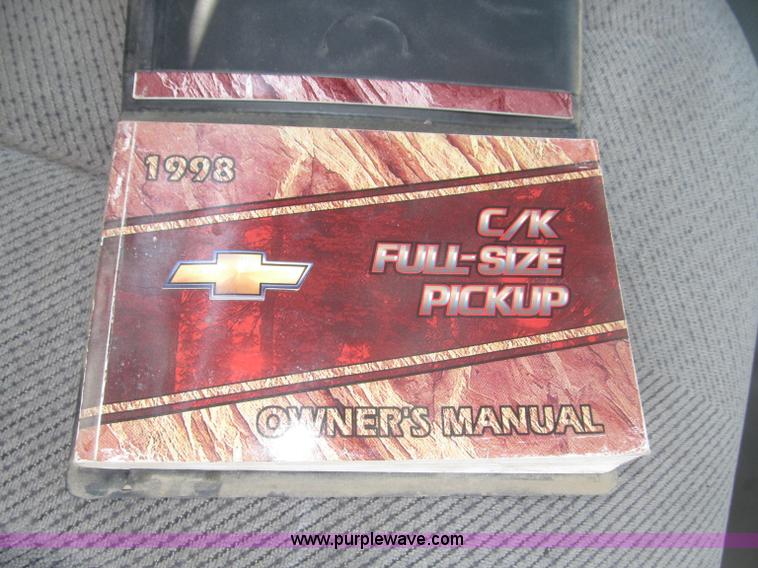 1998
C/K
FULL-SIZE
PICKUP
OWNER'S MANUAL
www.purplewave.com